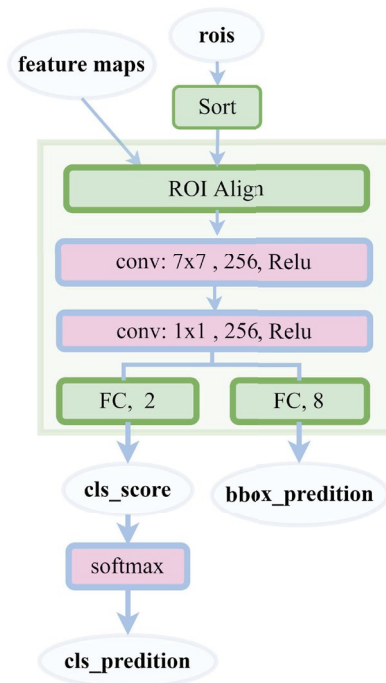 rois
feature maps
Sort
ROI Align
conv: 7x7 , 256, Relu
conv: 1x1 , 256, Relu
FC, 2
FC, 8
cls_score
bbox_predition
softmax
cls_predition